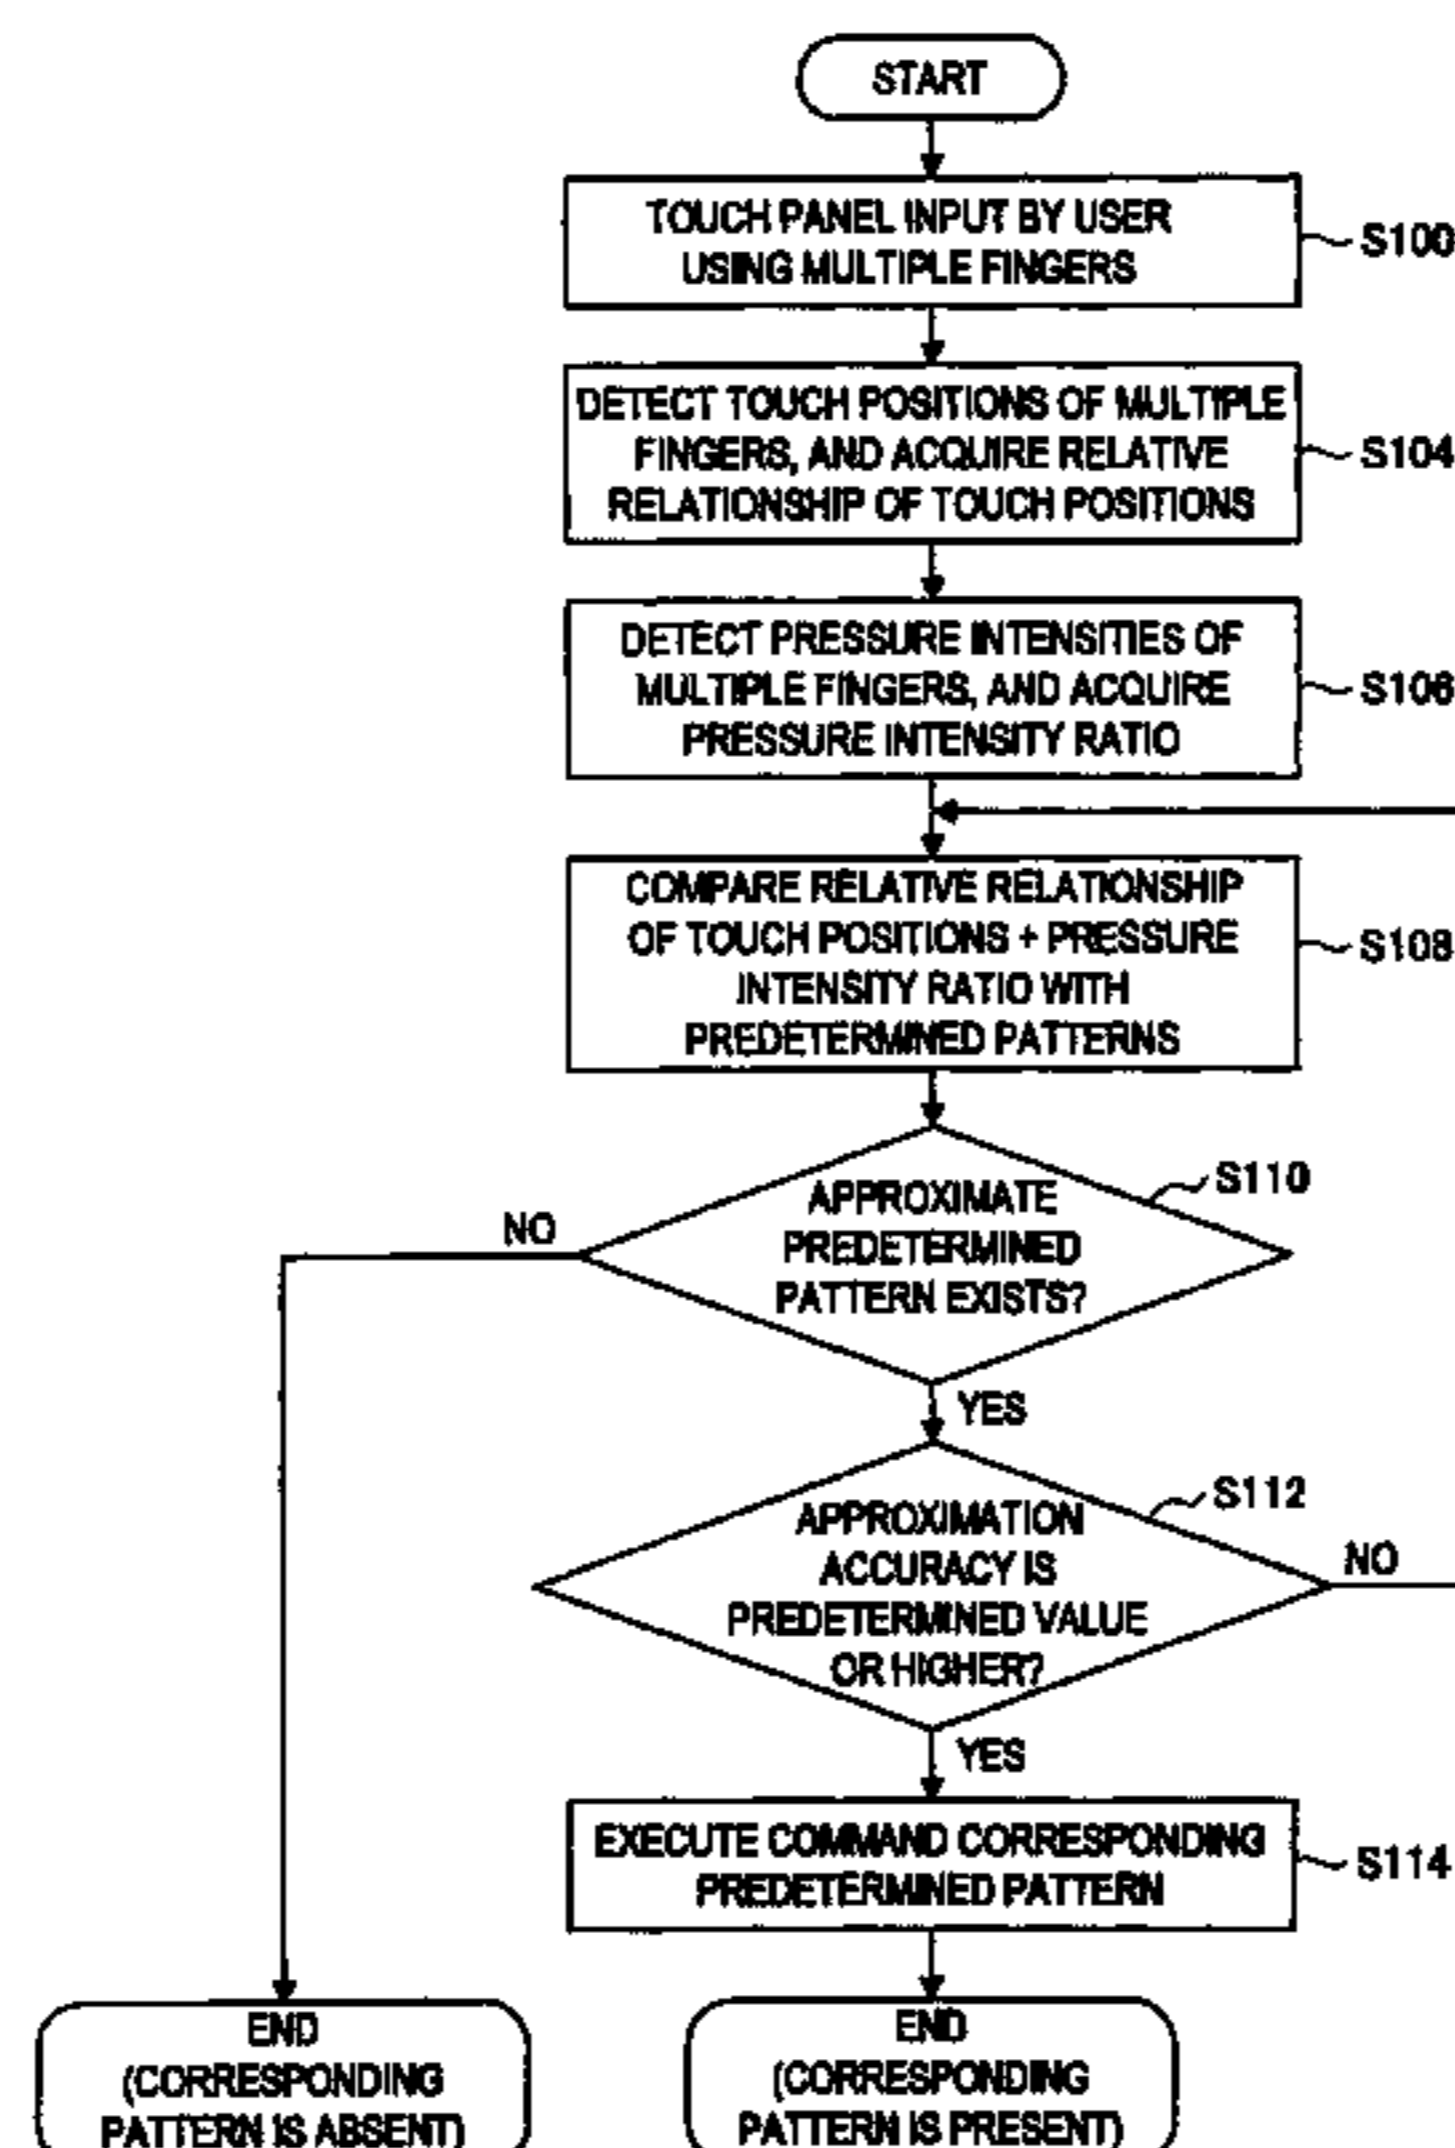 START
TOUCH PANEL INPUT BY USER
USING MULTIPLE FINGERS
S100
DETECT TOUCH POSITIONS OF MULTIPLE
FINGERS, AND ACQUIRE RELATIVE
RELATIONSHIP OF TOUCH POSITIONS
S104
DETECT PRESSURE INTENSITIES OF
MULTIPLE FINGERS, AND ACQUIRE
PRESSURE INTENSITY RATIO
S106
COMPARE RELATIVE RELATIONSHIP
OF TOUCH POSITIONS + PRESSURE
INTENSITY RATIO WITH
PREDETERMINED PATTERNS
S108
APPROXIMATE
PREDETERMINED
PATTERN EXISTS?
S110
NO
YES
APPROXIMATION
ACCURACY IS
PREDETERMINED VALUE
OR HIGHER?
S112
NO
YES
EXECUTE COMMAND CORRESPONDING
PREDETERMINED PATTERN
S114
END
(CORRESPONDING
PATTERN IS ABSENT)
END
(CORRESPONDING
PATTERN IS PRESENT)